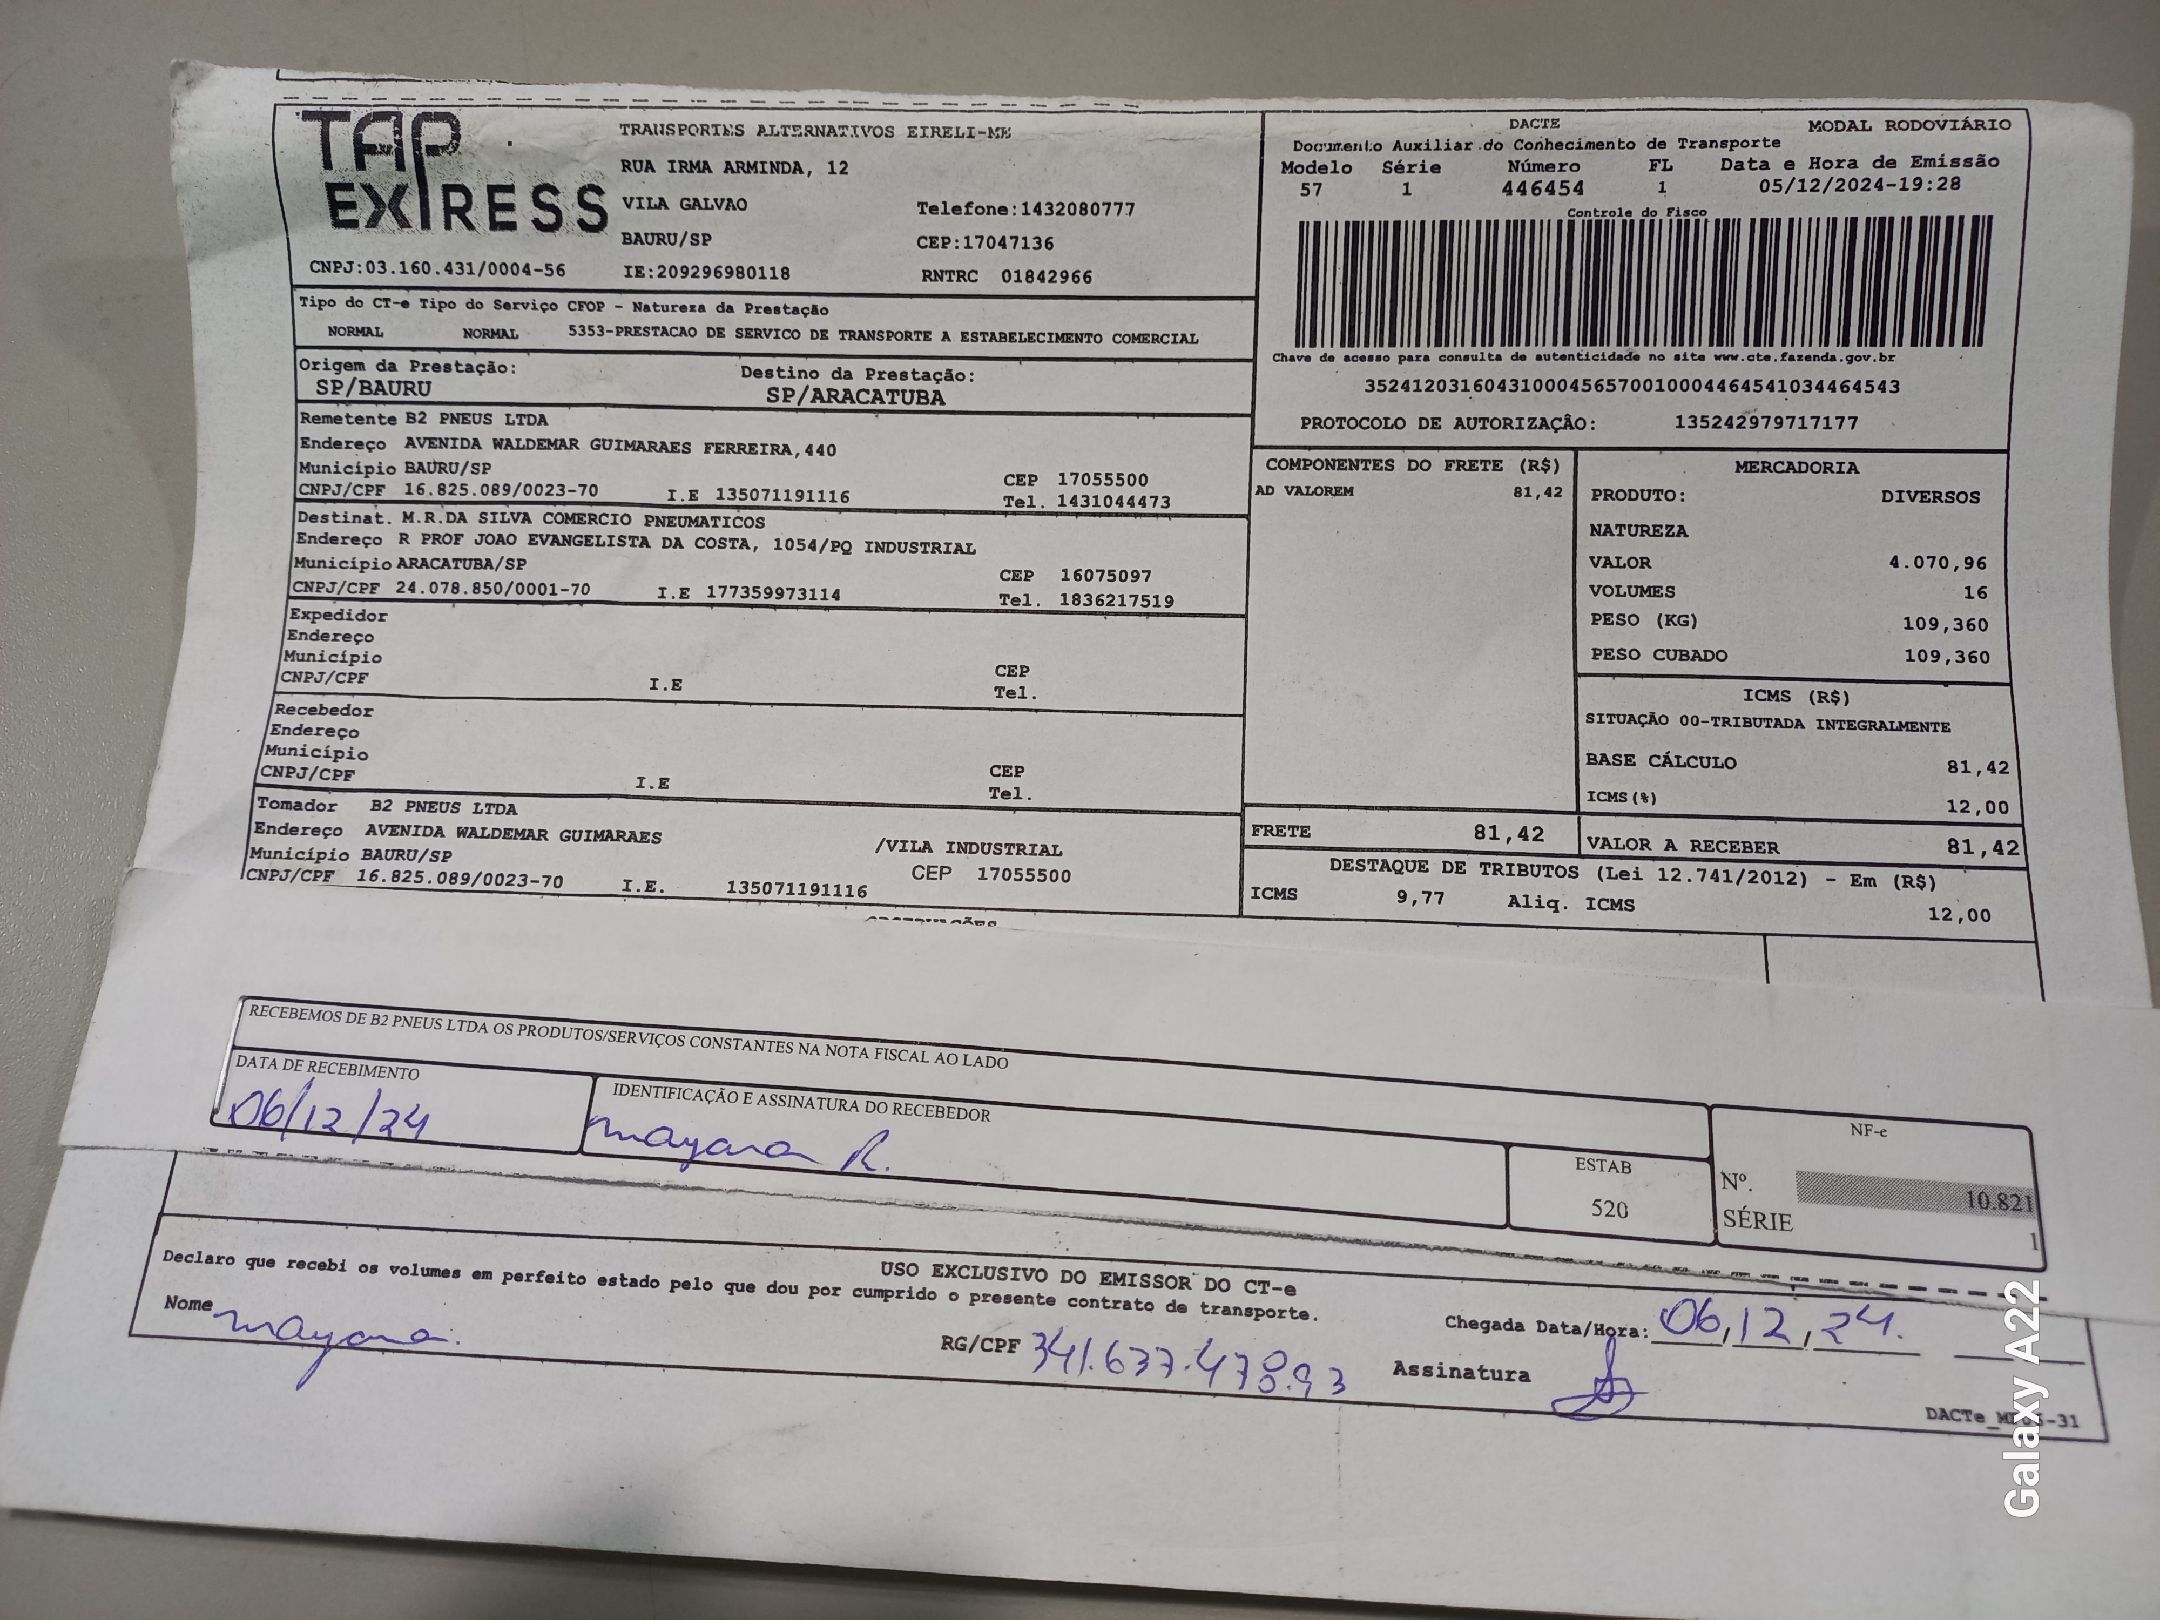 TAP EXPRESS
TRANSPORTES ALTERNATIVOS EIRELI-ME
RUA IRMA ARMINDA, 12
VILA GALVAO Telefone:1432080777
BAURU/SP CEP:17047136
CNPJ:03.160.431/0004-56 IE:209296980118 RNTRC 01842966
DACTE MODAL RODOVIÁRIO
Documento Auxiliar do Conhecimento de Transporte
Modelo Série Número FL Data e Hora de Emissão
57 1 446454 1 05/12/2024-19:28
Controle do Fisco
Chave de acesso para consulta de autenticidade no site www.cte.fazenda.gov.br
35241203160431000456570010004464541034464543
PROTOCOLO DE AUTORIZAÇÂO: 135242979717177
Tipo do CT-e Tipo do Serviço CFOP - Natureza da Prestação
NORMAL NORMAL 5353-PRESTACAO DE SERVICO DE TRANSPORTE A ESTABELECIMENTO COMERCIAL
Origem da Prestação: Destino da Prestação:
SP/BAURU SP/ARACATUBA
Remetente B2 PNEUS LTDA
Endereço AVENIDA WALDEMAR GUIMARAES FERREIRA,440
Município BAURU/SP CEP 17055500
CNPJ/CPF 16.825.089/0023-70 I.E 135071191116 Tel. 1431044473
Destinat. M.R.DA SILVA COMERCIO PNEUMATICOS
Endereço R PROF JOAO EVANGELISTA DA COSTA, 1054/PQ INDUSTRIAL
Município ARACATUBA/SP CEP 16075097
CNPJ/CPF 24.078.850/0001-70 I.E 177359973114 Tel. 1836217519
Expedidor
Endereço
Município CEP
CNPJ/CPF I.E Tel.
Recebedor
Endereço
Município CEP
CNPJ/CPF I.E Tel.
Tomador B2 PNEUS LTDA
Endereço AVENIDA WALDEMAR GUIMARAES /VILA INDUSTRIAL
Município BAURU/SP CEP 17055500
CNPJ/CPF 16.825.089/0023-70 I.E. 135071191116
COMPONENTES DO FRETE (R$)
AD VALOREM 81,42
FRETE 81,42
MERCADORIA
PRODUTO: DIVERSOS
NATUREZA
VALOR 4.070,96
VOLUMES 16
PESO (KG) 109,360
PESO CUBADO 109,360
ICMS (R$)
SITUAÇÃO 00-TRIBUTADA INTEGRALMENTE
BASE CÁLCULO 81,42
ICMS(%) 12,00
VALOR A RECEBER 81,42
DESTAQUE DE TRIBUTOS (Lei 12.741/2012) - Em (R$)
ICMS 9,77 Aliq. ICMS 12,00
RECEBEMOS DE B2 PNEUS LTDA OS PRODUTOS/SERVIÇOS CONSTANTES NA NOTA FISCAL AO LADO
DATA DE RECEBIMENTO IDENTIFICAÇÃO E ASSINATURA DO RECEBEDOR
06/12/24 mayara R.
ESTAB
520
NF-e
Nº. 10.821
SÉRIE 1
USO EXCLUSIVO DO EMISSOR DO CT-e
Declaro que recebi os volumes em perfeito estado pelo que dou por cumprido o presente contrato de transporte.
Nome mayara. RG/CPF 341.637.478.93 Assinatura
Chegada Data/Hora: 06,12,24.
Galaxy A22